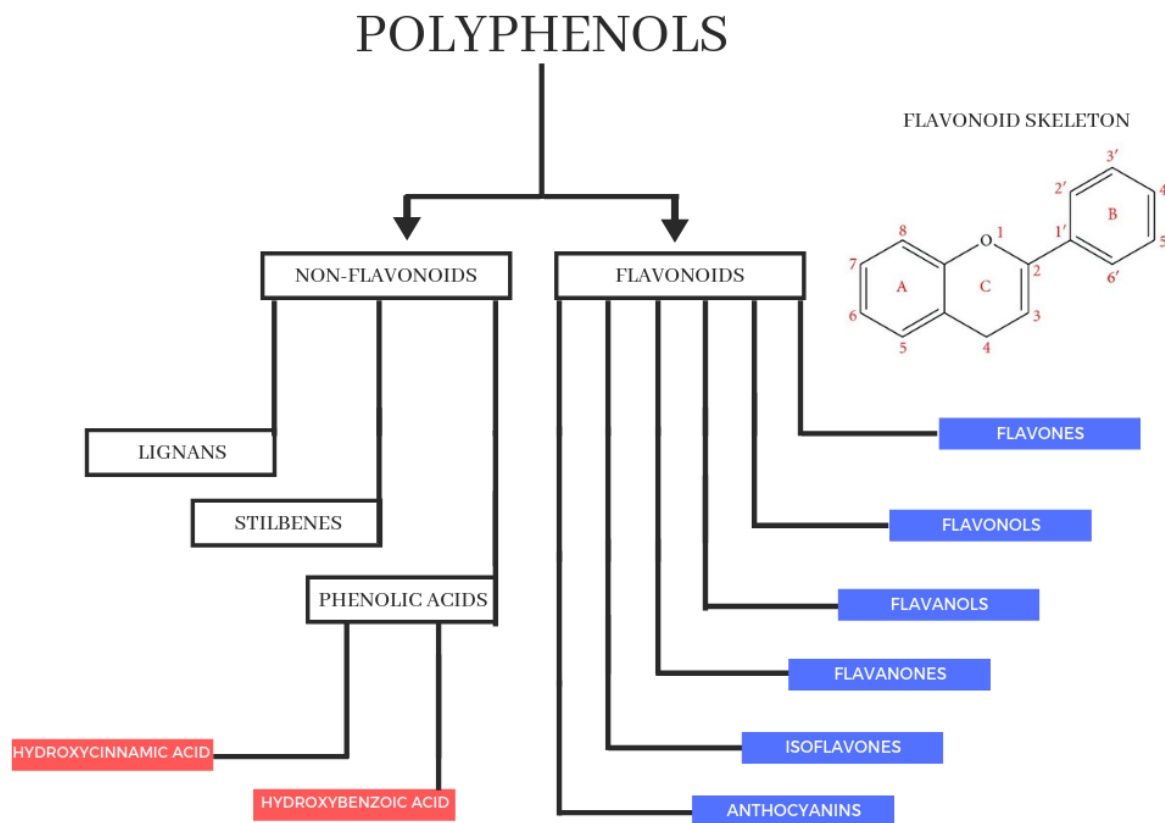 POLYPHENOLS
FLAVONOID SKELETON
3'
2'
4
B
1'
5
6'
8
O
1
7
2
A
C
6
3
5
4
NON-FLAVONOIDS
FLAVONOIDS
LIGNANS
STILBENES
PHENOLIC ACIDS
HYDROXYCINNAMIC ACID
HYDROXYBENZOIC ACID
FLAVONES
FLAVONOLS
FLAVANOLS
FLAVANONES
ISOFLAVONES
ANTHOCYANINS